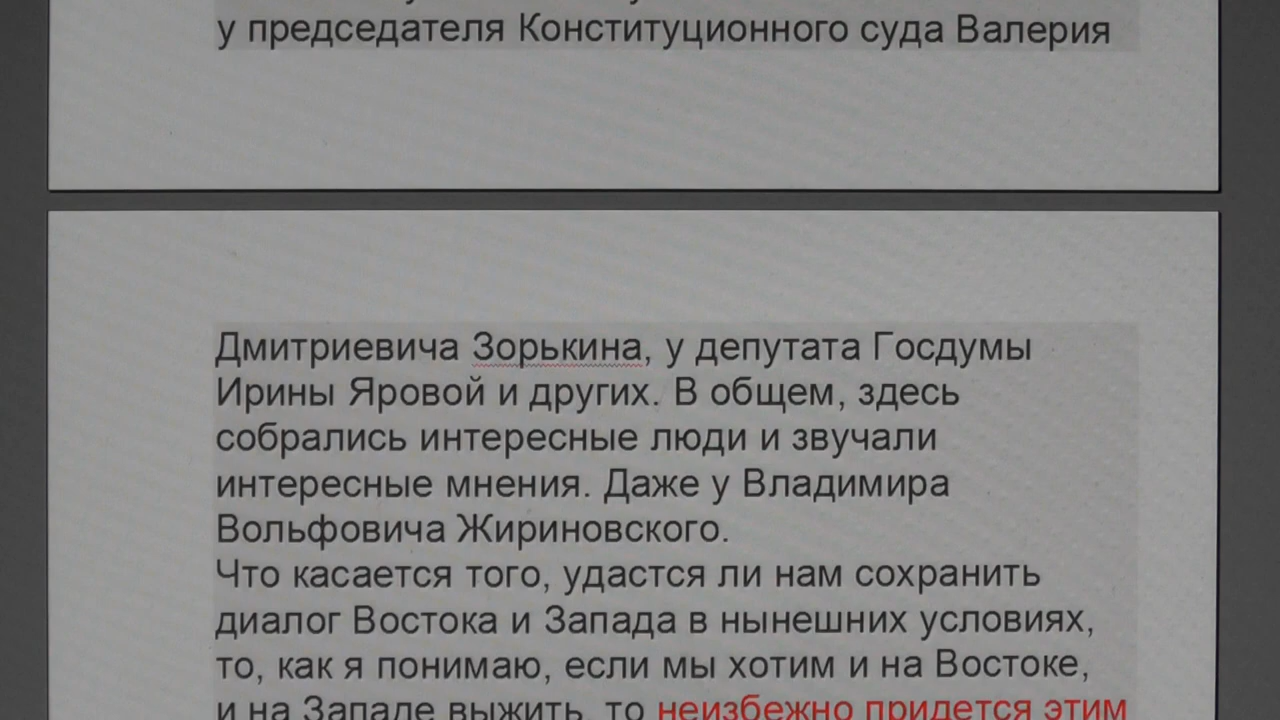 у председателя Конституционного суда Валерия
Дмитриевича Зорькина, у депутата Госдумы
Ирины Яровой и других. В общем, здесь
собрались интересные люди и звучали
интересные мнения. Даже у Владимира
Вольфовича Жириновского.
Что касается того, удастся ли нам сохранить
диалог Востока и Запада в нынешних условиях,
то, как я понимаю, если мы хотим и на Востоке,
и на Западе выжить, то неизбежно придется этим